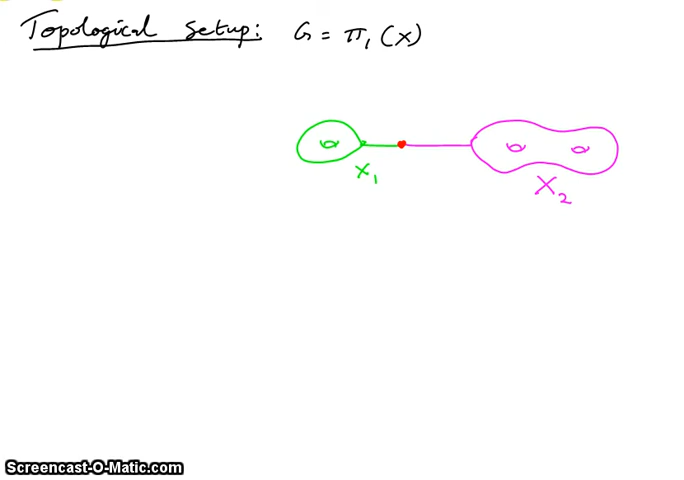 Topological Setup: G = π₁(X)
X₁
X₂
Screencast-O-Matic.com